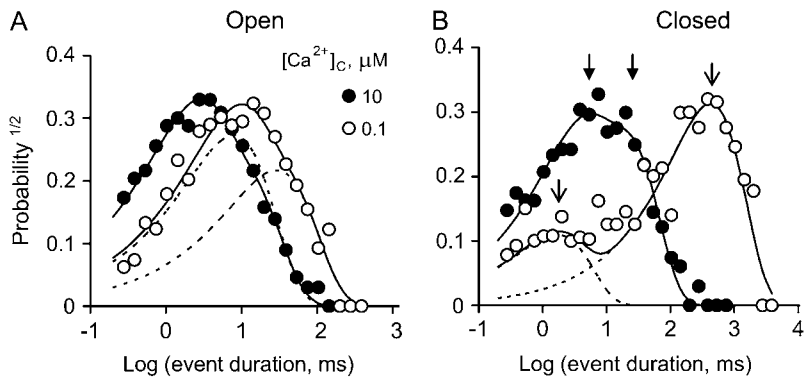 A
Open
B
Closed
[Ca²⁺]C, μM
10
0.1
Probability ¹/²
0.4
0.3
0.2
0.1
0
-1
0
1
2
3
Log (event duration, ms)
0.4
0.3
0.2
0.1
0
-1
0
1
2
3
4
Log (event duration, ms)